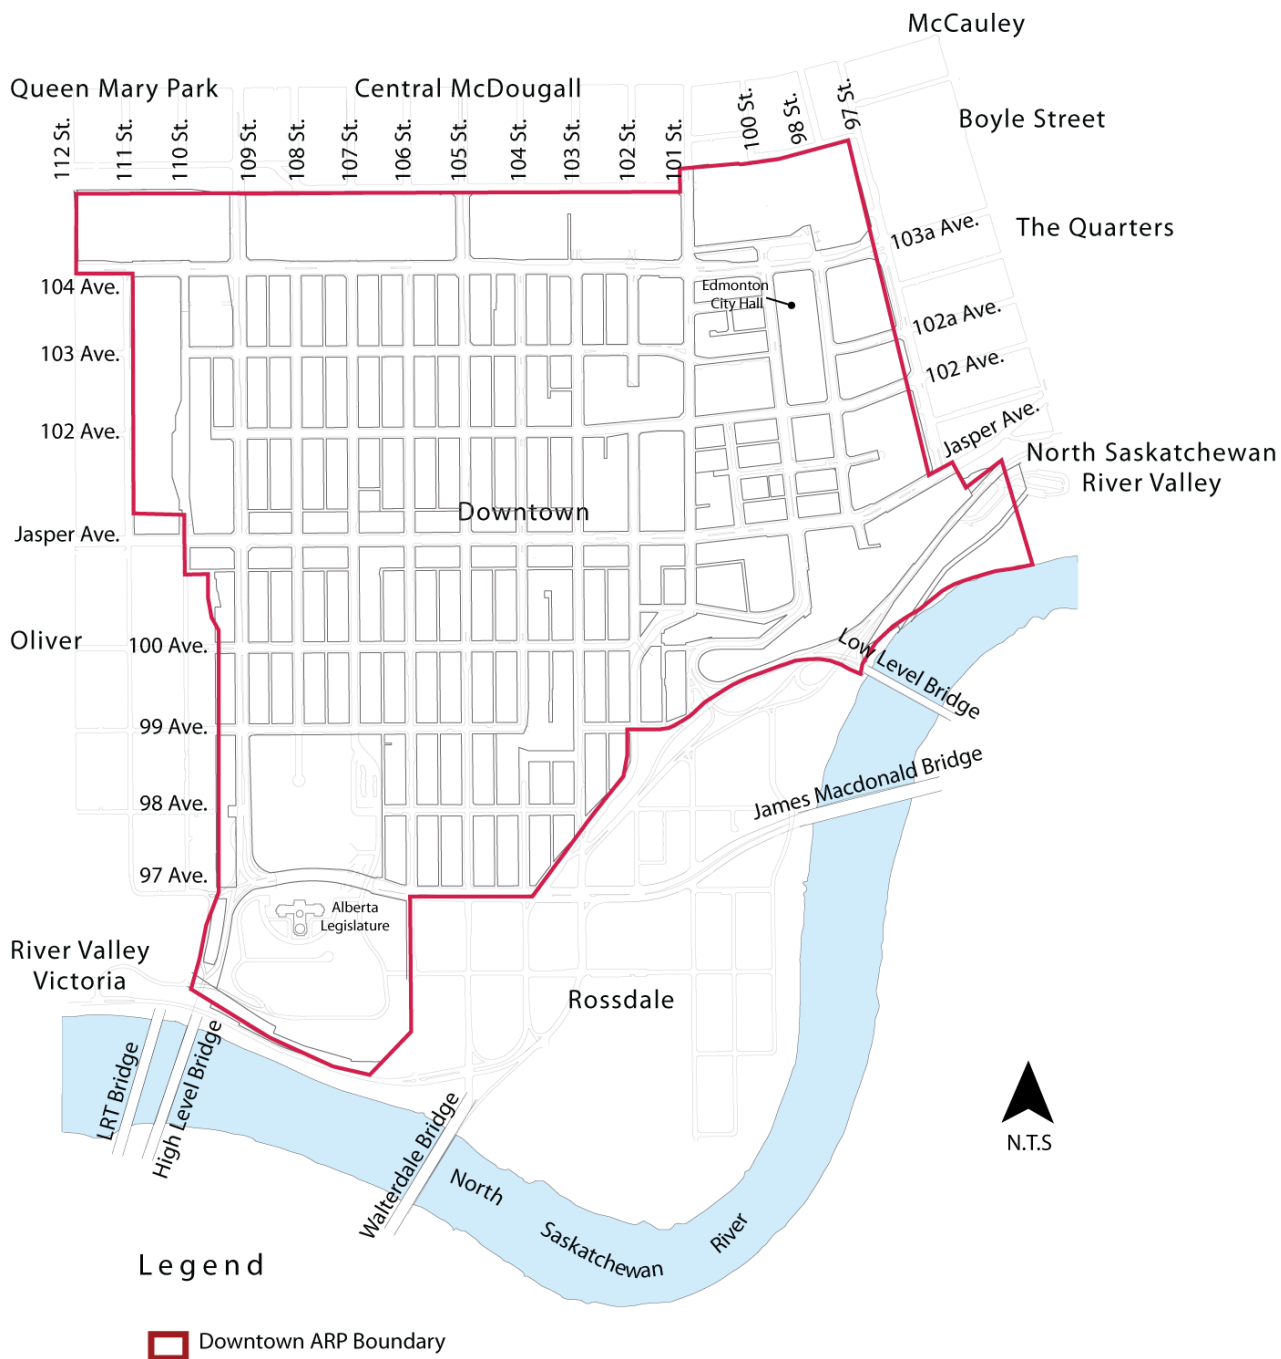 McCauley
Queen Mary Park
Central McDougall
Boyle Street
112 St.
111 St.
110 St.
109 St.
108 St.
107 St.
106 St.
105 St.
104 St.
103 St.
102 St.
101 St.
100 St.
98 St.
97 St.
103a Ave.
The Quarters
104 Ave.
Edmonton
City Hall
102a Ave.
103 Ave.
102 Ave.
102 Ave.
Jasper Ave.
North Saskatchewan
River Valley
Downtown
Jasper Ave.
Oliver
100 Ave.
Low Level Bridge
99 Ave.
James Macdonald Bridge
98 Ave.
97 Ave.
Alberta
Legislature
River Valley
Victoria
Rossdale
LRT Bridge
High Level Bridge
Walterdale Bridge
N.T.S
North
Saskatchewan
River
Legend
Downtown ARP Boundary